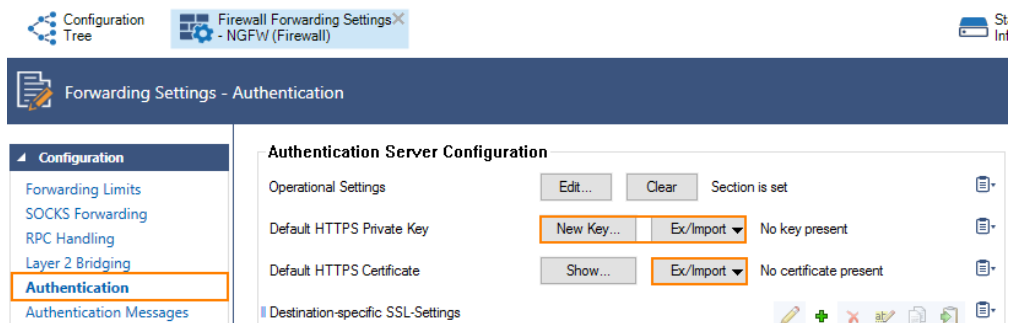 Configuration
Tree
Firewall Forwarding Settings
- NGFW (Firewall)
Forwarding Settings - Authentication
Configuration
Forwarding Limits
SOCKS Forwarding
RPC Handling
Layer 2 Bridging
Authentication
Authentication Messages
Authentication Server Configuration
Operational Settings Edit... Clear Section is set
Default HTTPS Private Key New Key... Ex/Import No key present
Default HTTPS Certificate Show... Ex/Import No certificate present
Destination-specific SSL-Settings